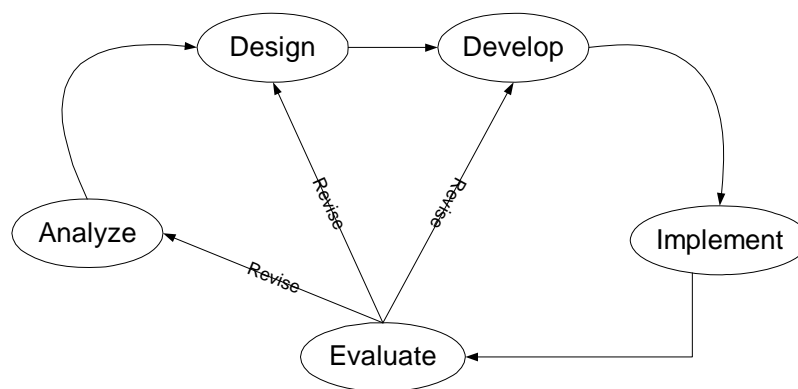 Design
Develop
Revise
Revise
Analyze
Implement
Revise
Evaluate